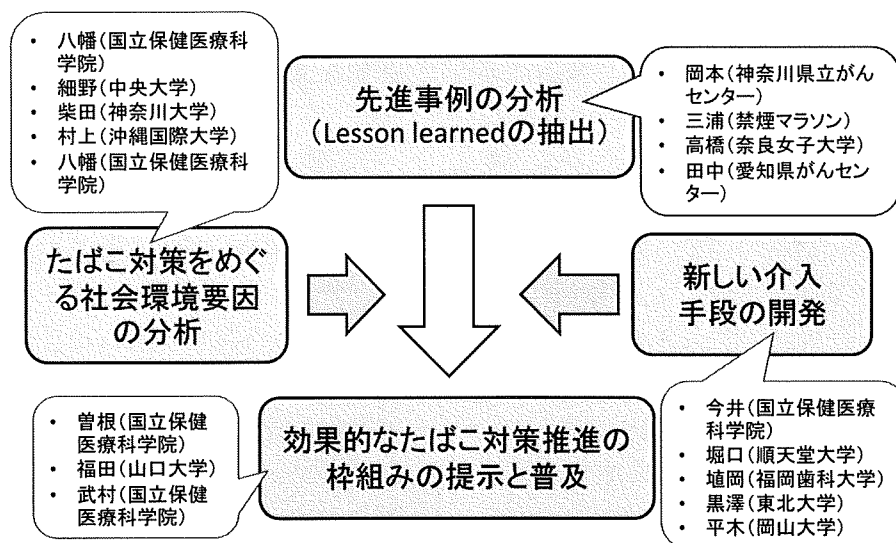 • 八幡(国立保健医療科
学院)
• 細野(中央大学)
• 柴田(神奈川大学)
• 村上(沖縄国際大学)
• 八幡(国立保健医療科
学院)
先進事例の分析
(Lesson learnedの抽出)
• 岡本(神奈川県立がん
センター)
• 三浦(禁煙マラソン)
• 高橋(奈良女子大学)
• 田中(愛知県がんセン
ター)
たばこ対策をめぐ
る社会環境要因
の分析
新しい介入
手段の開発
• 曽根(国立保健
医療科学院)
• 福田(山口大学)
• 武村(国立保健
医療科学院)
効果的なたばこ対策推進の
枠組みの提示と普及
• 今井(国立保健医療
科学院)
• 堀口(順天堂大学)
• 埴岡(福岡歯科大学)
• 黒澤(東北大学)
• 平木(岡山大学)